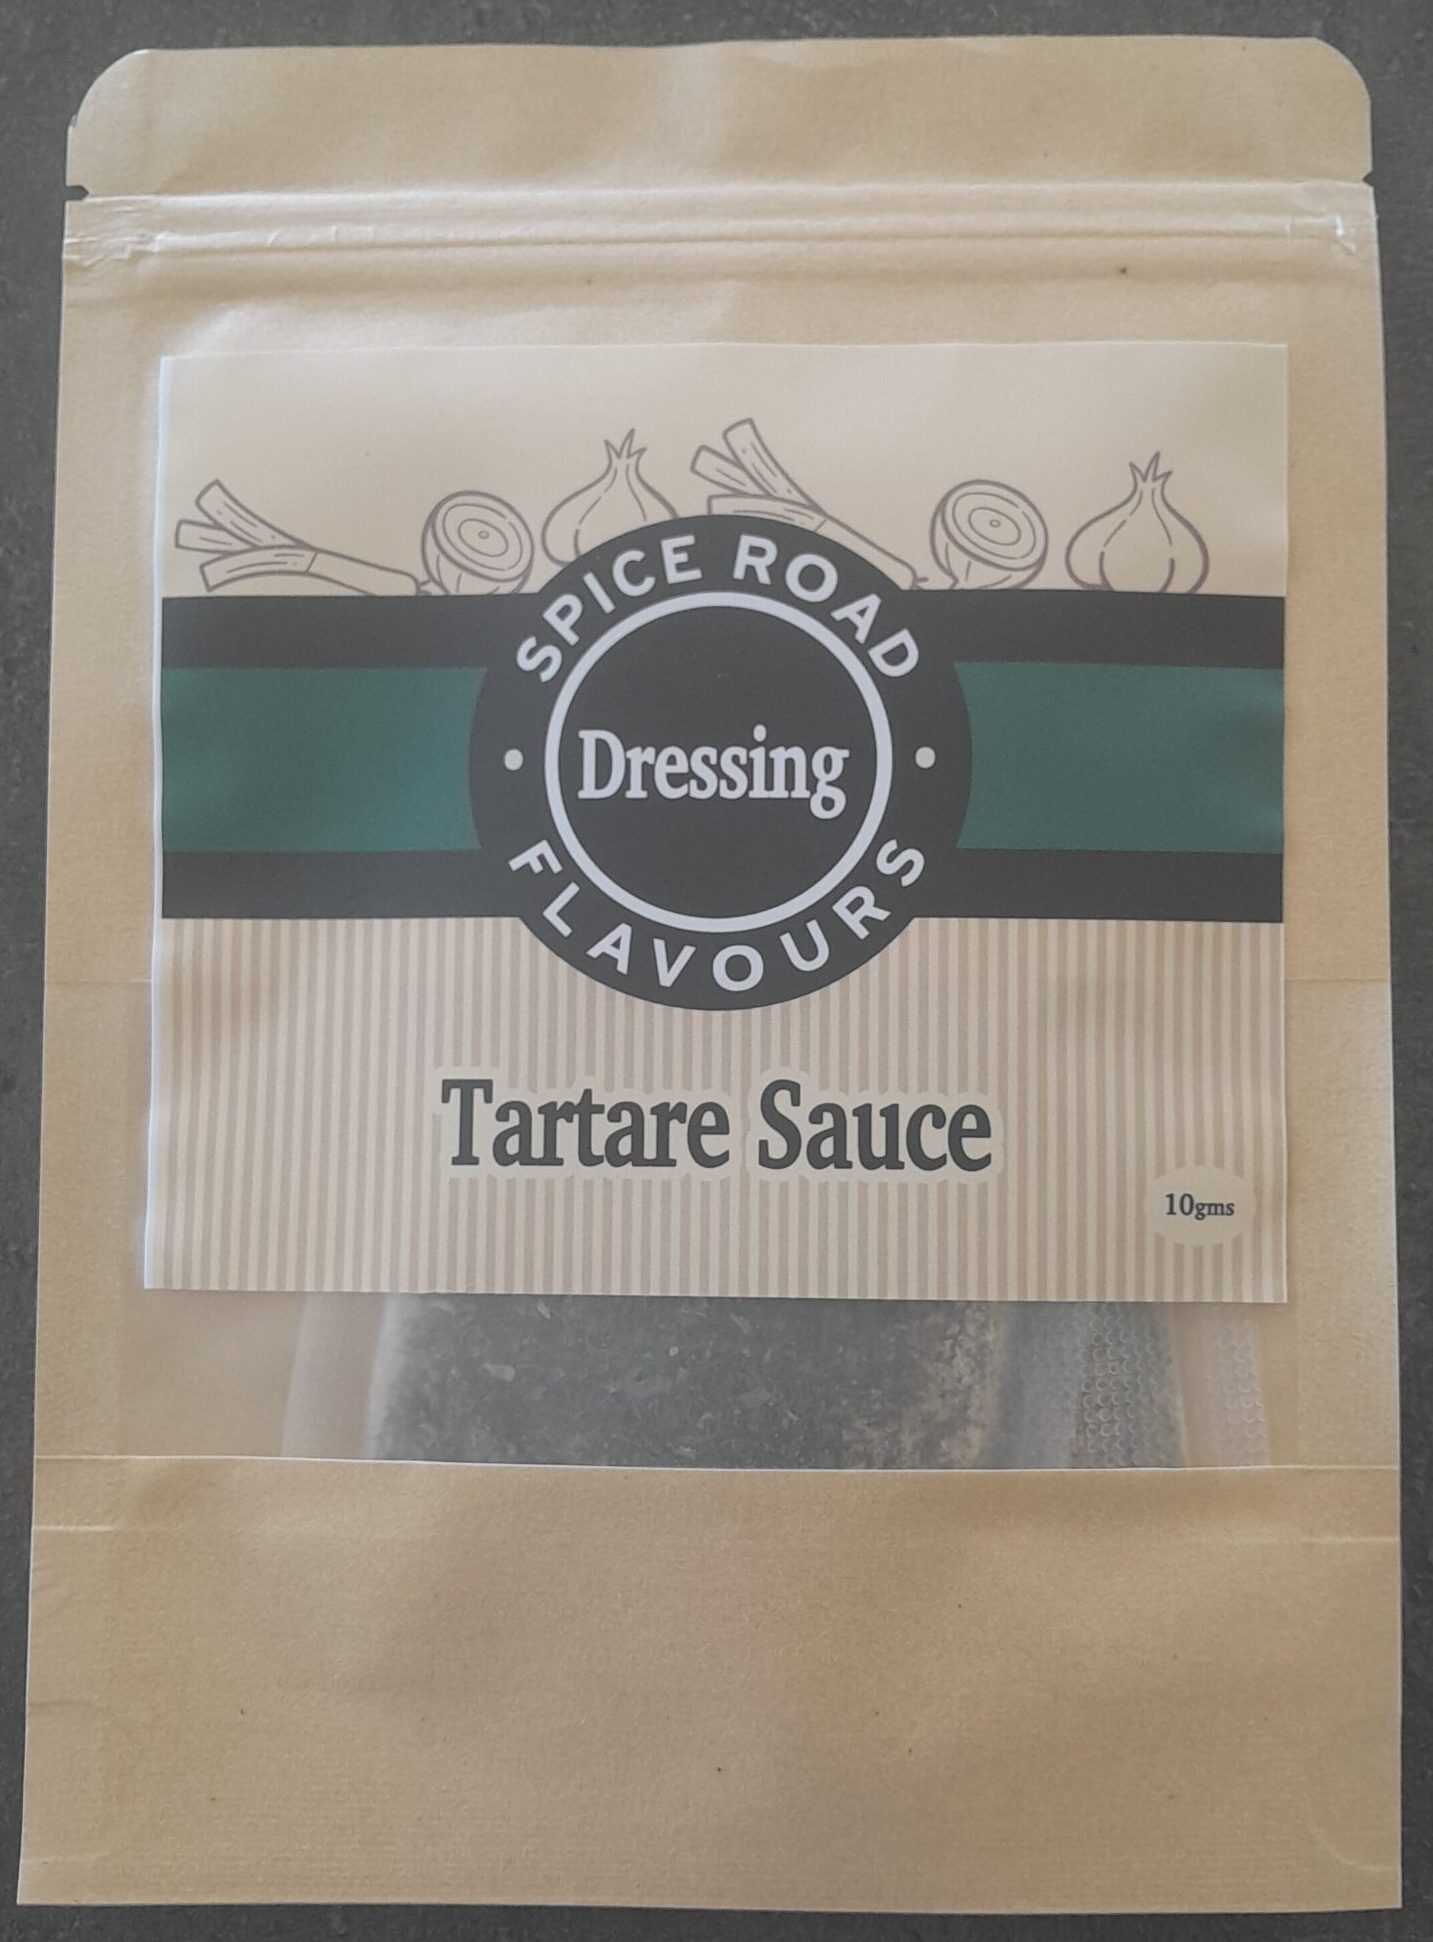 SPICE ROAD
Dressing
FLAVOURS
Tartare Sauce
10gms